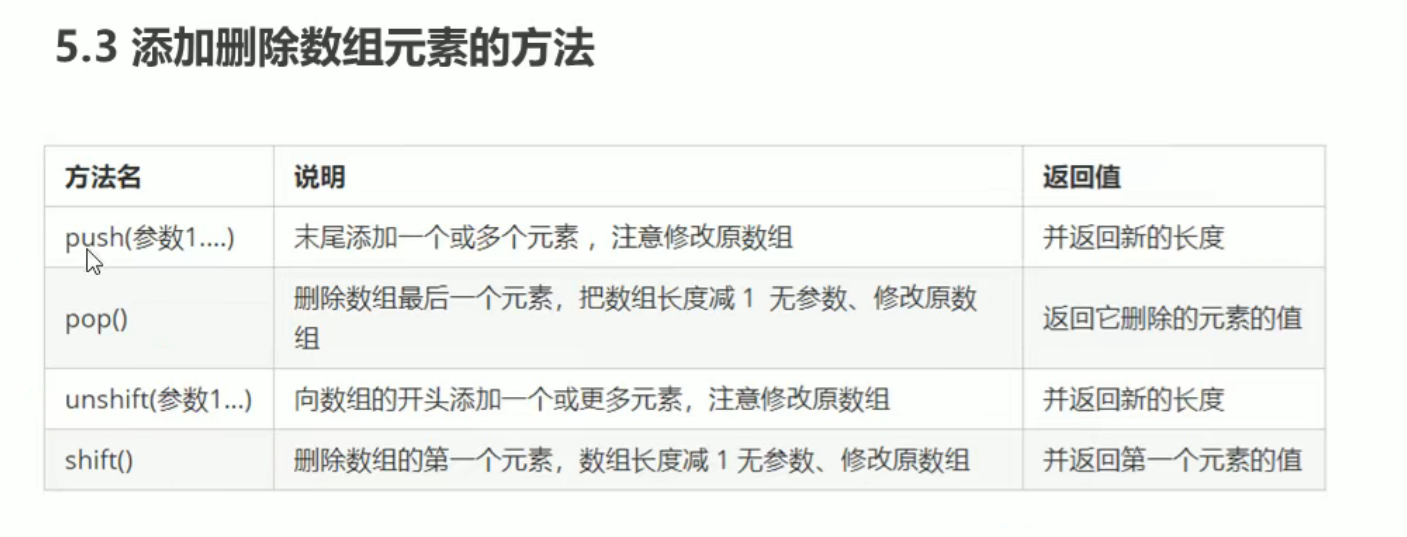 5.3 添加删除数组元素的方法
方法名 说明 返回值
push(参数1....) 末尾添加一个或多个元素 ，注意修改原数组 并返回新的长度
pop() 删除数组最后一个元素，把数组长度减 1 无参数、修改原数
组 返回它删除的元素的值
unshift(参数1...) 向数组的开头添加一个或更多元素，注意修改原数组 并返回新的长度
shift() 删除数组的第一个元素，数组长度减 1 无参数、修改原数组 并返回第一个元素的值